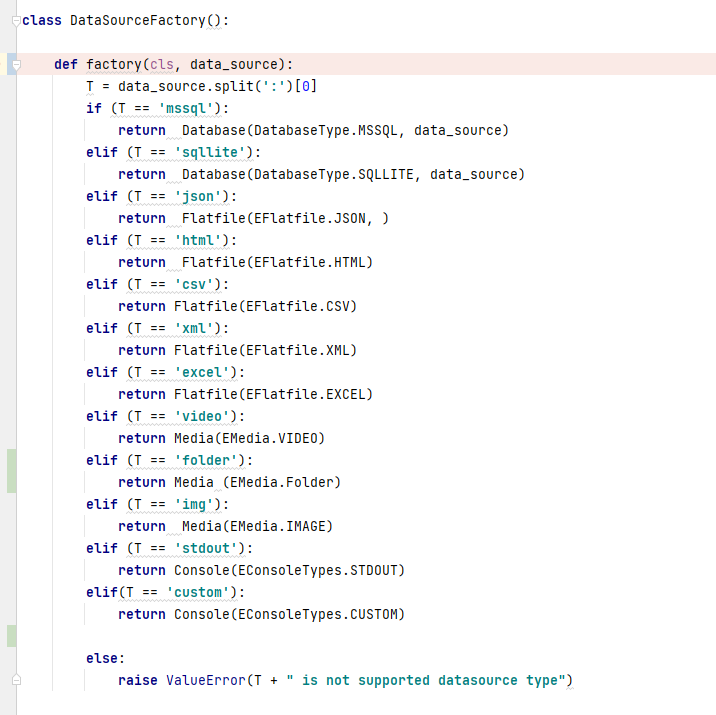 class DataSourceFactory():
def factory(cls, data_source):
T = data_source.split(':')[0]
if (T == 'mssql'):
return  Database(DatabaseType.MSSQL, data_source)
elif (T == 'sqllite'):
return  Database(DatabaseType.SQLLITE, data_source)
elif (T == 'json'):
return  Flatfile(EFlatfile.JSON, )
elif (T == 'html'):
return  Flatfile(EFlatfile.HTML)
elif (T == 'csv'):
return Flatfile(EFlatfile.CSV)
elif (T == 'xml'):
return Flatfile(EFlatfile.XML)
elif (T == 'excel'):
return Flatfile(EFlatfile.EXCEL)
elif (T == 'video'):
return Media(EMedia.VIDEO)
elif (T == 'folder'):
return Media (EMedia.Folder)
elif (T == 'img'):
return  Media(EMedia.IMAGE)
elif (T == 'stdout'):
return Console(EConsoleTypes.STDOUT)
elif(T == 'custom'):
return Console(EConsoleTypes.CUSTOM)
else:
raise ValueError(T + " is not supported datasource type")